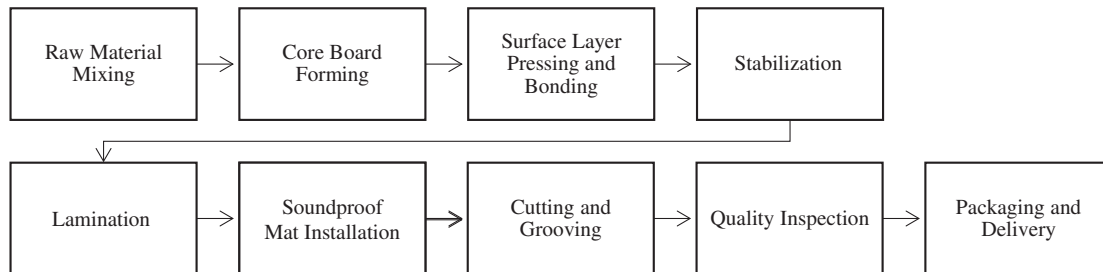 Raw Material
Mixing
Core Board
Forming
Surface Layer
Pressing and
Bonding
Stabilization
Lamination
Soundproof
Mat Installation
Cutting and
Grooving
Quality Inspection
Packaging and
Delivery